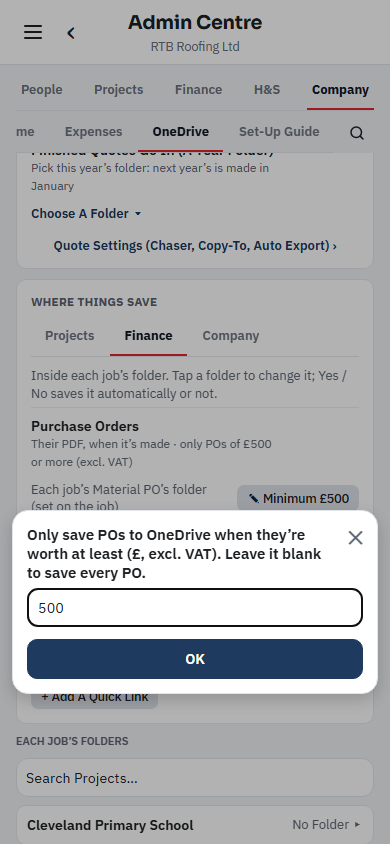 Admin Centre
RTB Roofing Ltd
People Projects Finance H&S Company
me Expenses OneDrive Set-Up Guide
Finished Quotes Go In (A Year Folder)
Pick this year's folder: next year's is made in
January
Choose A Folder
Quote Settings (Chaser, Copy-To, Auto Export) ›
WHERE THINGS SAVE
Projects Finance Company
Inside each job's folder. Tap a folder to change it; Yes /
No saves it automatically or not.
Purchase Orders
Their PDF, when it's made · only POs of £500
or more (excl. VAT)
Each job's Material PO's folder
(set on the job)
Minimum £500
Only save POs to OneDrive when they're
worth at least (£, excl. VAT). Leave it blank
to save every PO.
500
OK
+ Add A Quick Link
EACH JOB'S FOLDERS
Search Projects...
Cleveland Primary School No Folder